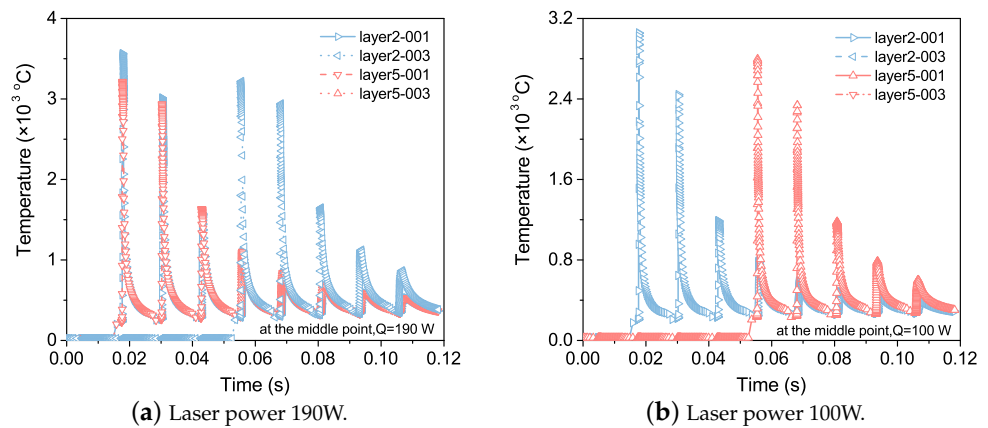 4
3
2
1
0
0.00 0.02 0.04 0.06 0.08 0.10 0.12
Temperature (×10³ °C)
Time (s)
layer2-001
layer2-003
layer5-001
layer5-003
at the middle point,Q=190 W
(a) Laser power 190W.
3.2
2.4
1.6
0.8
0.0
0.00 0.02 0.04 0.06 0.08 0.10 0.12
Temperature (×10³ °C)
Time (s)
layer2-001
layer2-003
layer5-001
layer5-003
at the middle point,Q=100 W
(b) Laser power 100W.